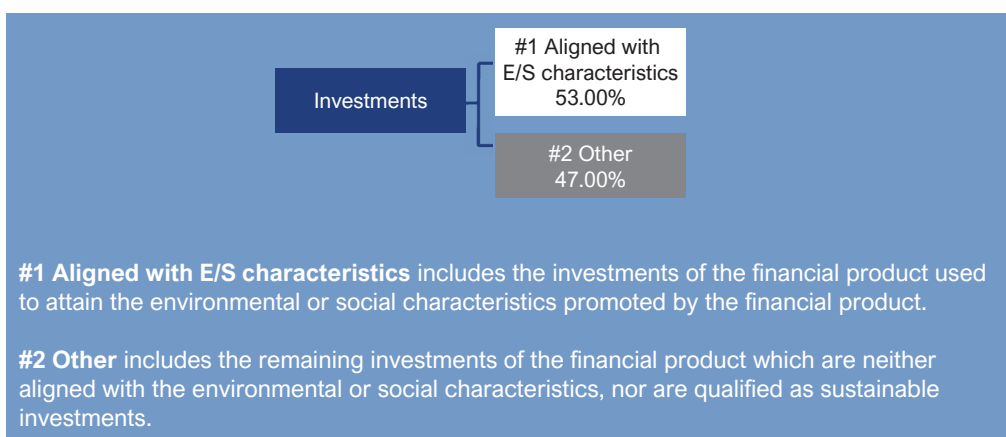 #1 Aligned with
E/S characteristics
53.00%
Investments
#2 Other
47.00%
#1 Aligned with E/S characteristics includes the investments of the financial product used
to attain the environmental or social characteristics promoted by the financial product.
#2 Other includes the remaining investments of the financial product which are neither
aligned with the environmental or social characteristics, nor are qualified as sustainable
investments.